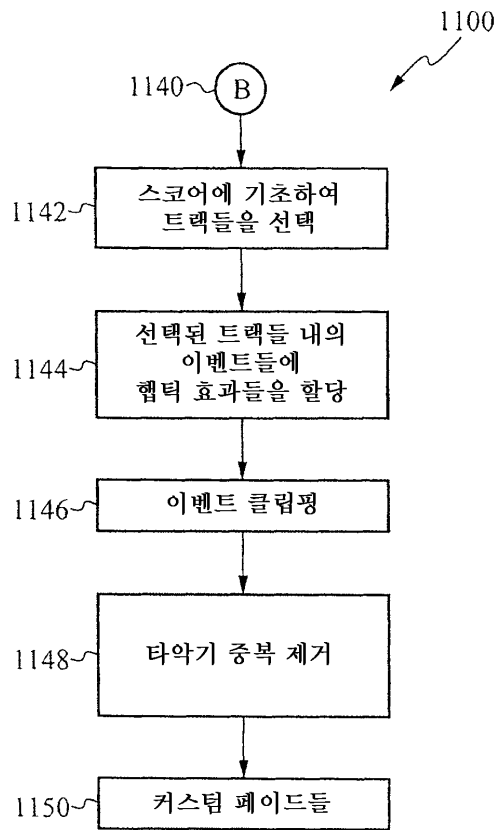 1100
1140
B
1142
스코어에 기초하여
트랙들을 선택
1144
선택된 트랙들 내의
이벤트들에
햅틱 효과들을 할당
1146
이벤트 클립핑
1148
타악기 중복 제거
1150
커스텀 페이드들